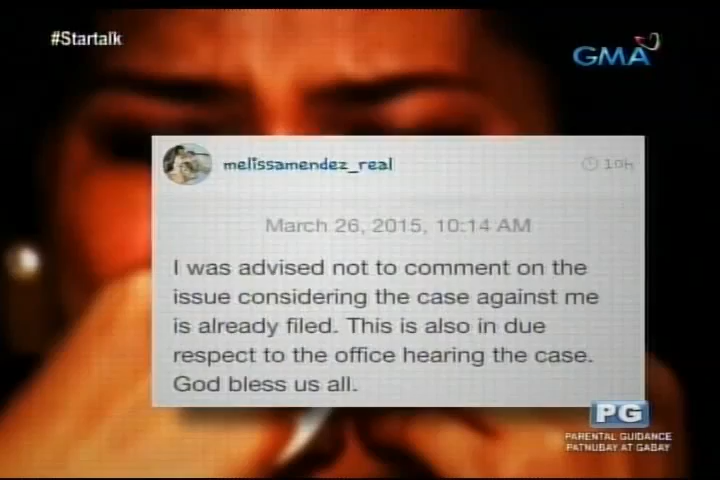 #Startalk
GMA
melissamendez_real
10h
March 26, 2015, 10:14 AM
I was advised not to comment on the
issue considering the case against me
is already filed. This is also in due
respect to the office hearing the case.
God bless us all.
PG
PARENTAL GUIDANCE
PATNUBAY AT GABAY